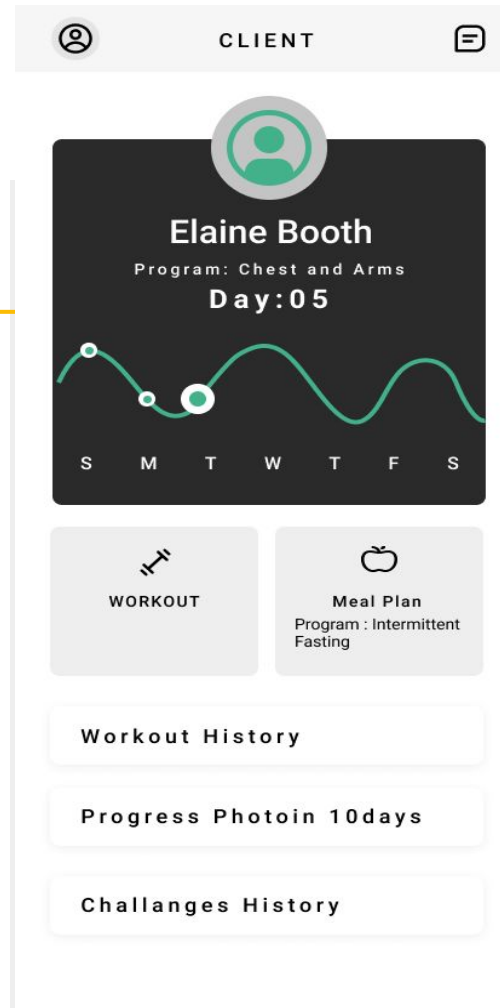 CLIENT
Elaine Booth
Program: Chest and Arms
Day:05
S M T W T F S
WORKOUT
Meal Plan
Program : Intermittent
Fasting
Workout History
Progress Photoin 10days
Challanges History